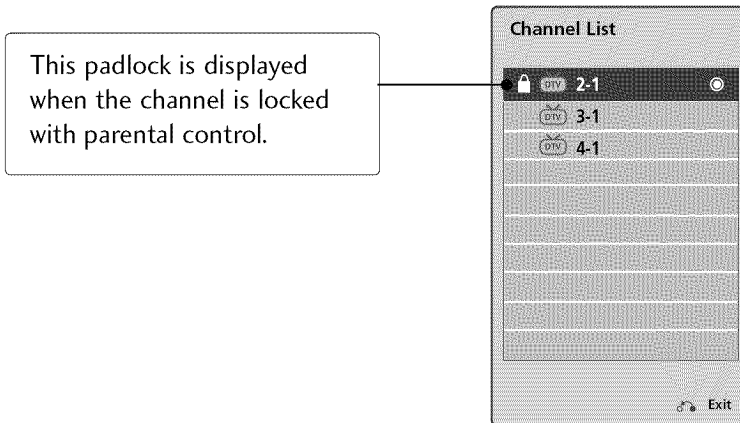 Channel List
This padlock is displayed
when the channel is locked
with parental control.
DTV 2-1
DTV 3-1
DTV 4-1
Exit